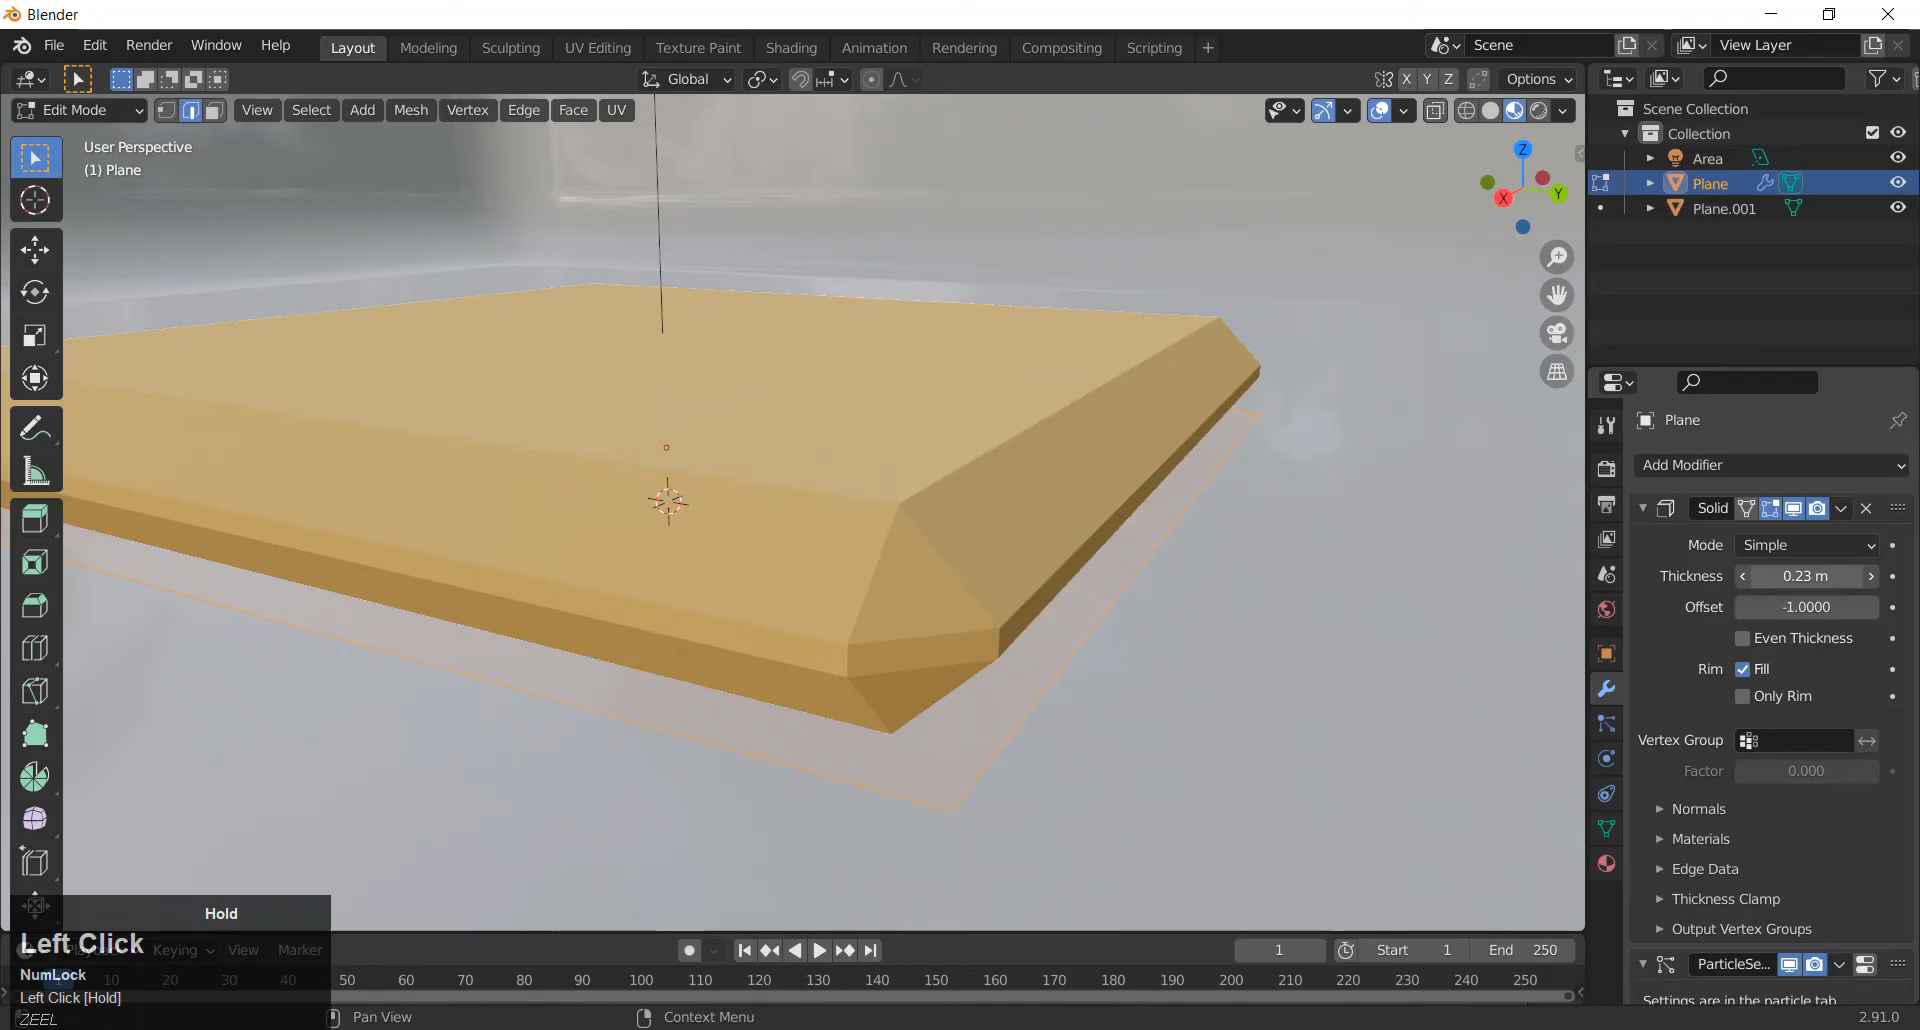 Blender
File Edit Render Window Help Layout Modeling Sculpting UV Editing Texture Paint Shading Animation Rendering Compositing Scripting + Scene View Layer
Global X Y Z Options
Edit Mode View Select Add Mesh Vertex Edge Face UV
User Perspective
(1) Plane
Z
Y
X
Scene Collection
Collection
Area
Plane
Plane.001
Plane
Add Modifier
Solid
Mode Simple
Thickness 0.23 m
Offset -1.0000
Even Thickness
Rim Fill
Only Rim
Vertex Group
Factor 0.000
Normals
Materials
Edge Data
Thickness Clamp
Output Vertex Groups
ParticleSe...
Settings are in the particle tab
Hold
Left Click
Keying View Marker 1 Start 1 End 250
NumLock
1 10 20 30 40 50 60 70 80 90 100 110 120 130 140 150 160 170 180 190 200 210 220 230 240 250
Left Click [Hold]
ZEEL
Pan View Context Menu 2.91.0